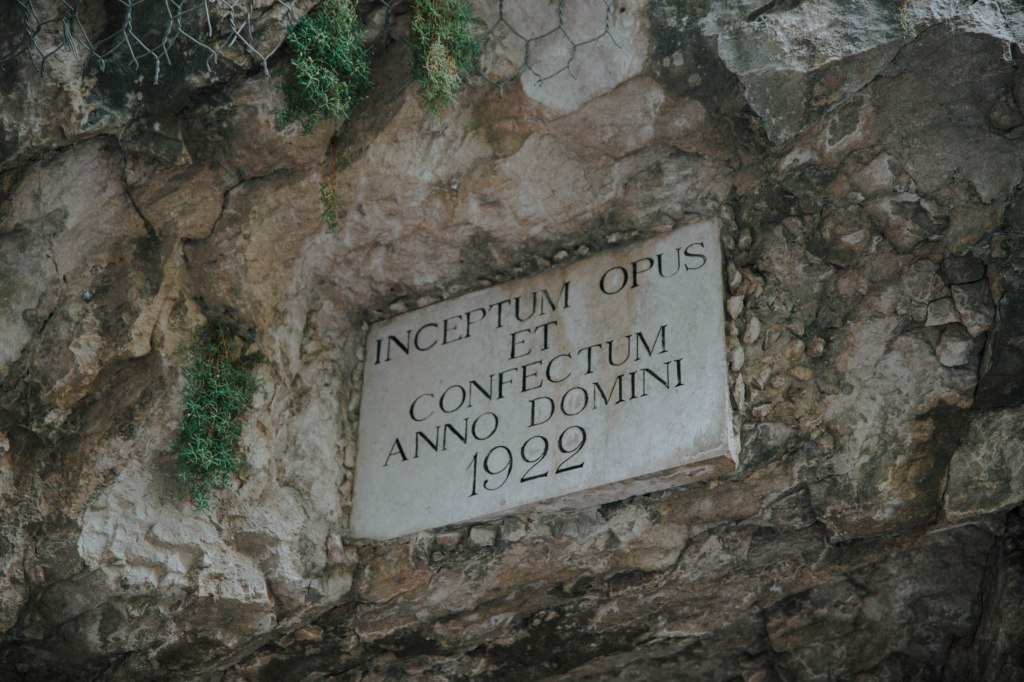 INCEPTUM OPUS
ET
CONFECTUM
ANNO DOMINI
1922